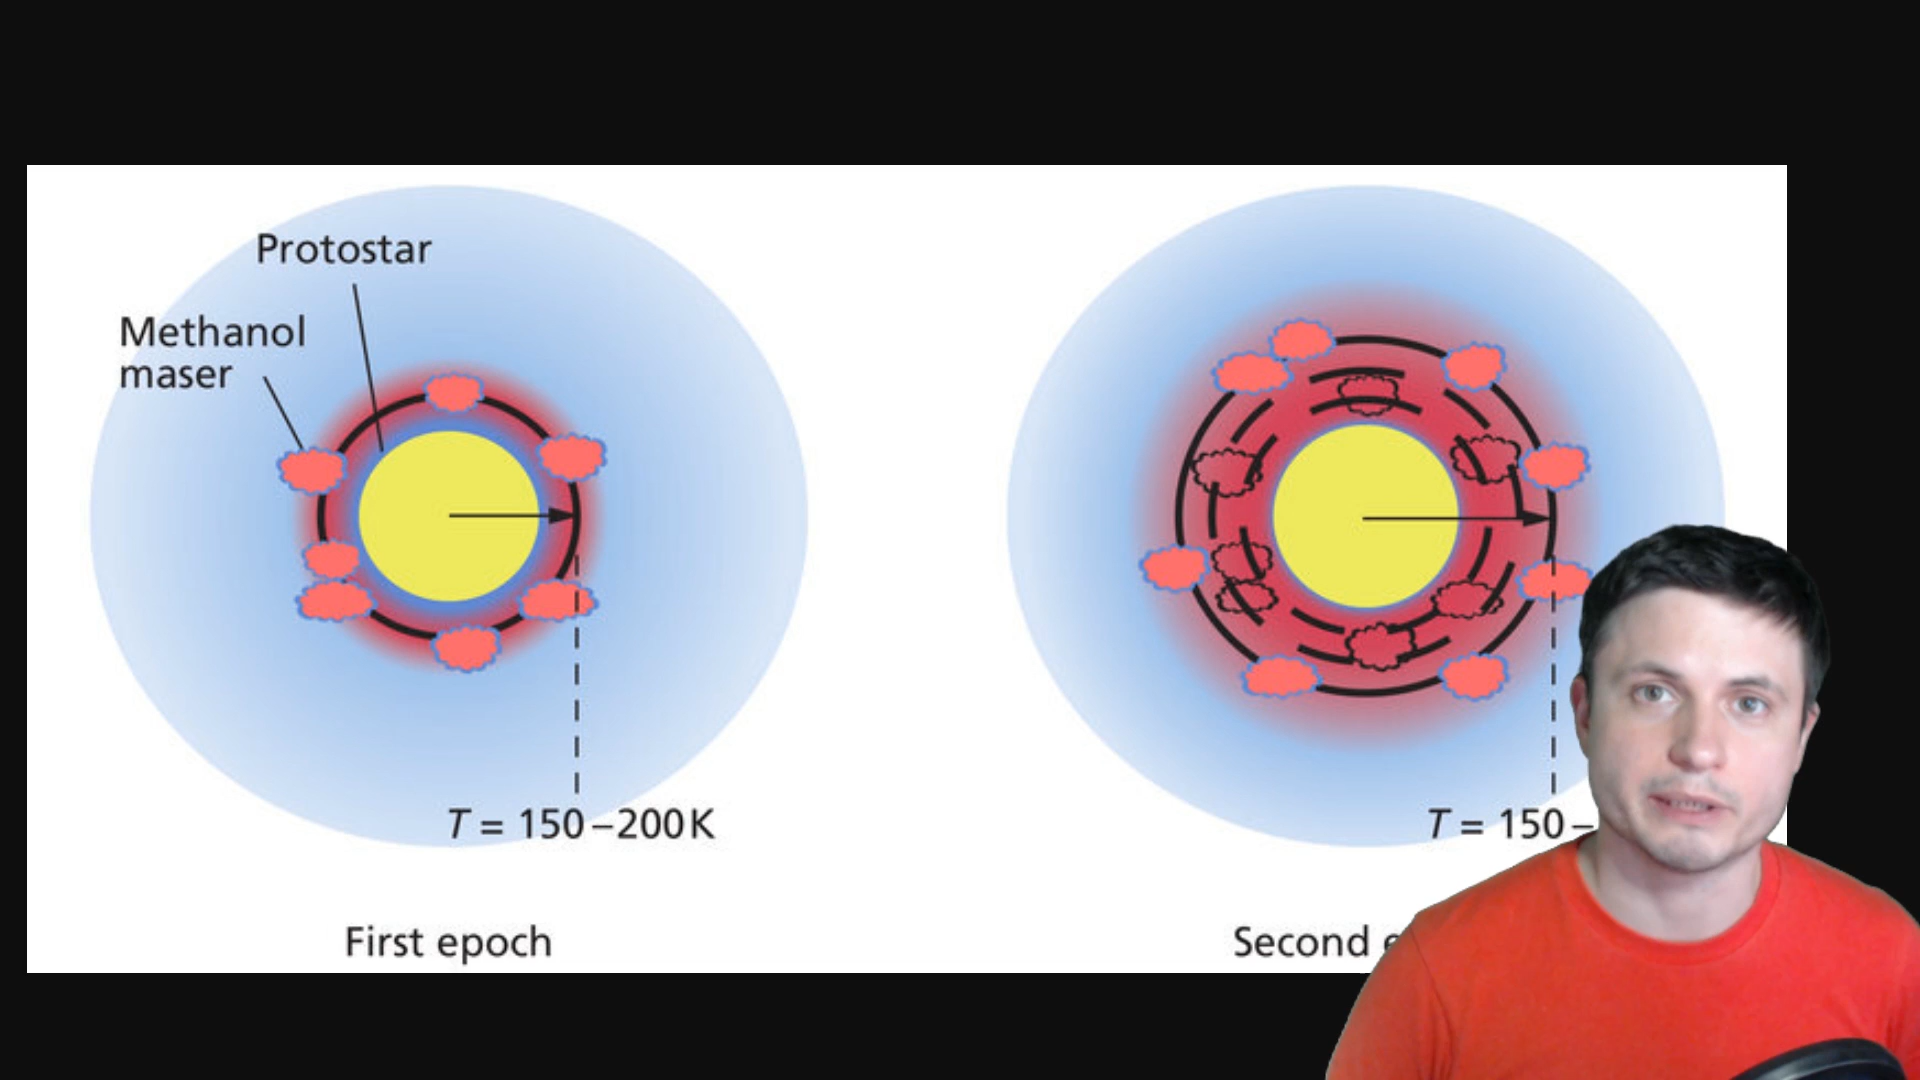 Protostar
Methanol
maser
T = 150–200K
T = 150–
First epoch
Second